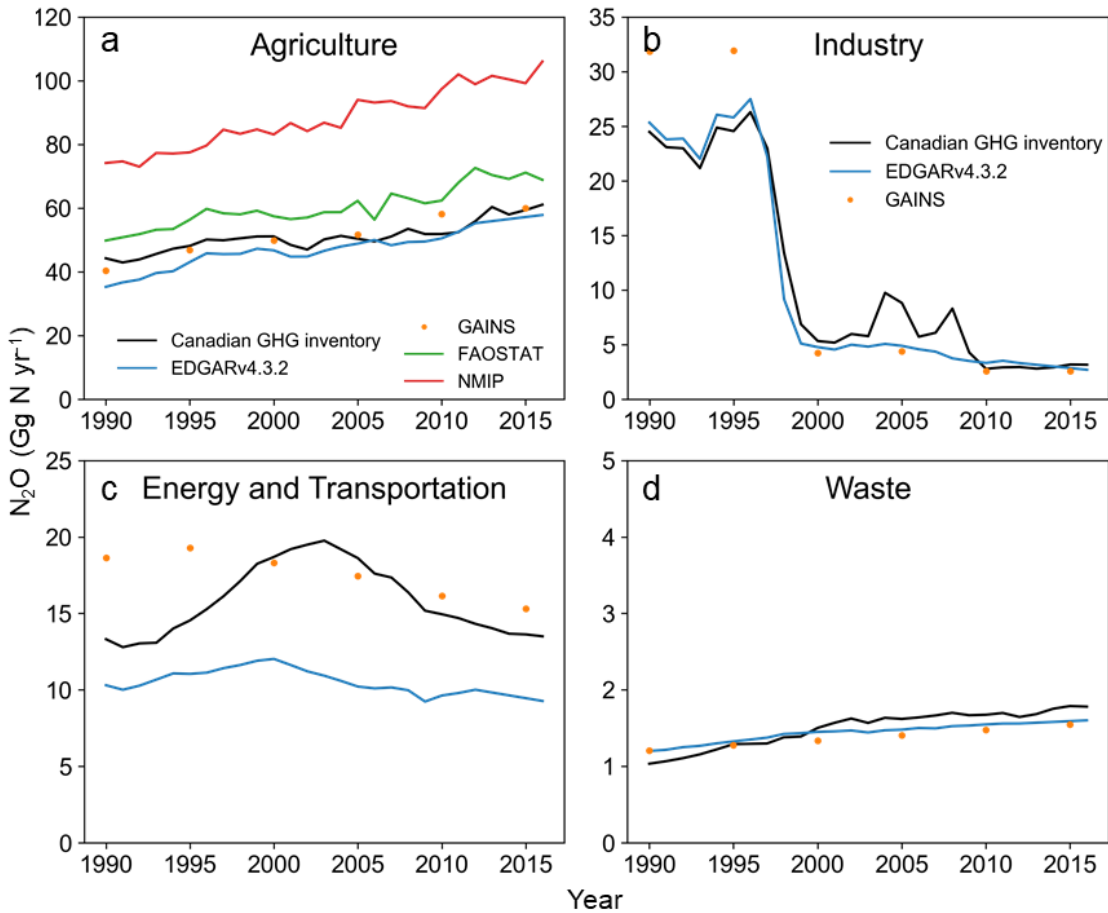 N₂O (Gg N yr⁻¹)
a Agriculture
120
100
80
60
40
20
0
Canadian GHG inventory
EDGARv4.3.2
GAINS
FAOSTAT
NMIP
1990 1995 2000 2005 2010 2015
b Industry
35
30
25
20
15
10
5
0
Canadian GHG inventory
EDGARv4.3.2
GAINS
1990 1995 2000 2005 2010 2015
c Energy and Transportation
25
20
15
10
5
0
1990 1995 2000 2005 2010 2015
d Waste
5
4
3
2
1
0
1990 1995 2000 2005 2010 2015
Year